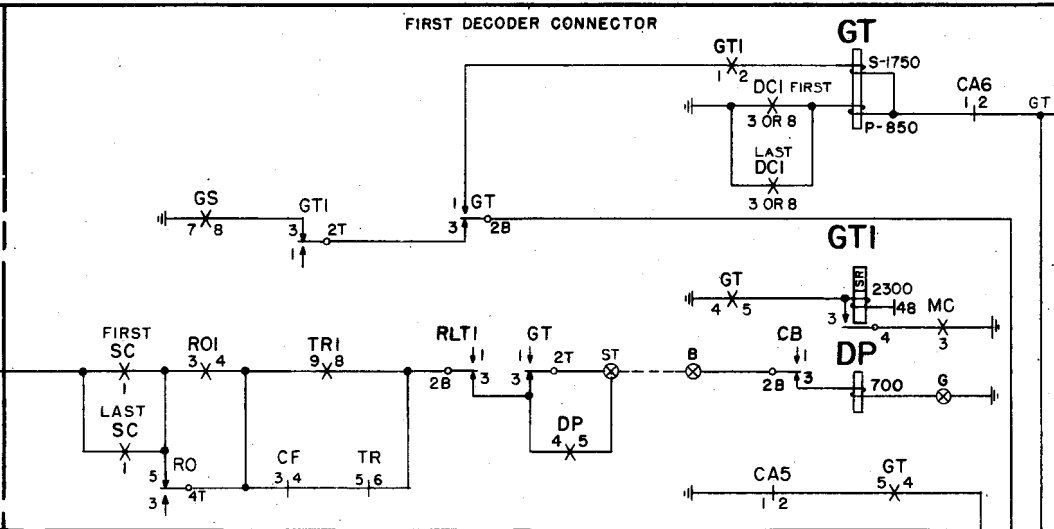 FIRST DECODER CONNECTOR
GT
GT1
S-1750
1 2
DC1 FIRST
CA6
3 OR 8
1 2
GT
P-850
LAST
DC1
3 OR 8
GS
GT1
1 GT
7 8
3 2T
3 2B
1
GT1
GT
SR
2300
4 5
48 MC
3
4 3
FIRST
SC
RO1
TR1
RLT1
GT
CB
DP
1
3 4
9 8
1
1 2T
ST
B
1
2B 3
3
2B 3
700 G
LAST
SC
DP
1
4 5
RO
CF
TR
5
3 4
5 6
4T
3
CA5
GT
1 2
5 4